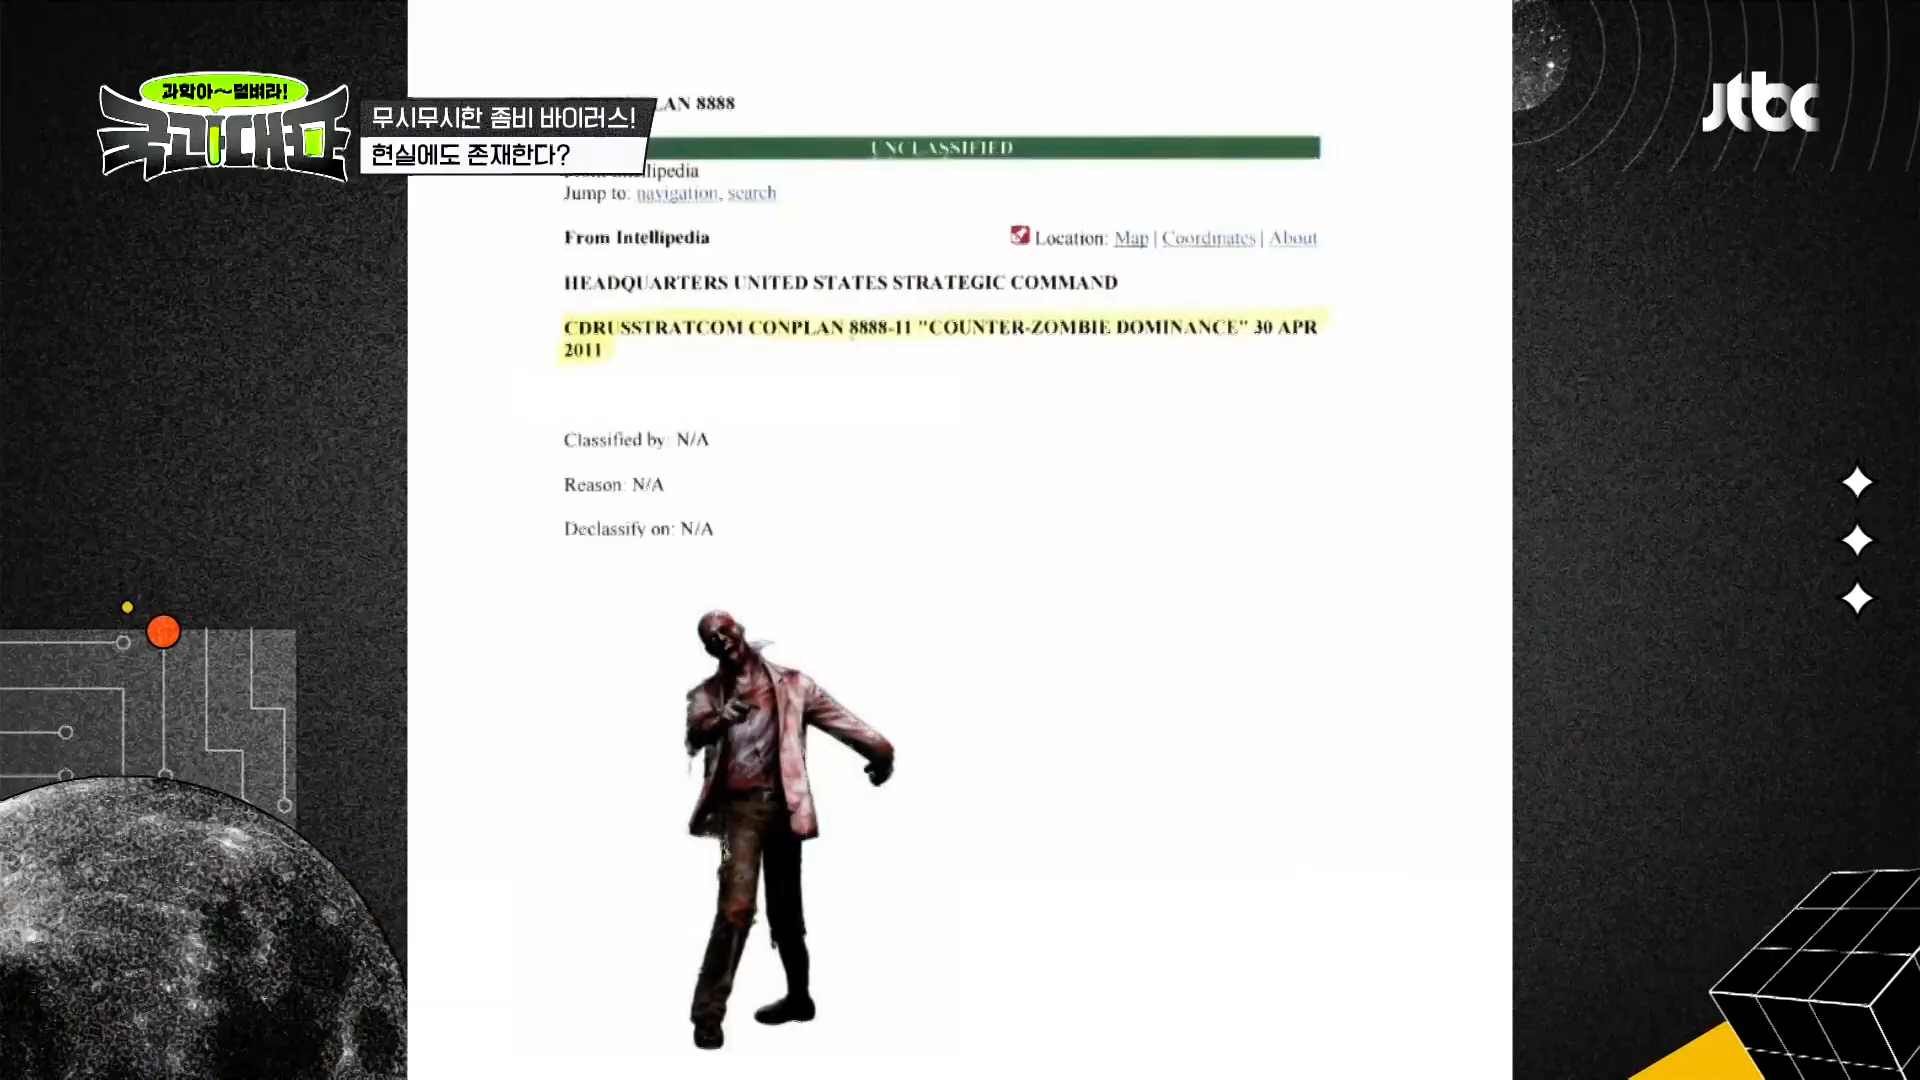 과학아~덤벼라!
국과대표
무시무시한 좀비 바이러스!
현실에도 존재한다?
jtbc
PLAN 8888
UNCLASSIFIED
Jump to: navigation, search
From Intellipedia
Location: Map | Coordinates | About
HEADQUARTERS UNITED STATES STRATEGIC COMMAND
CDRUSSTRATCOM CONPLAN 8888-11 "COUNTER-ZOMBIE DOMINANCE" 30 APR
2011
Classified by: N/A
Reason: N/A
Declassify on: N/A